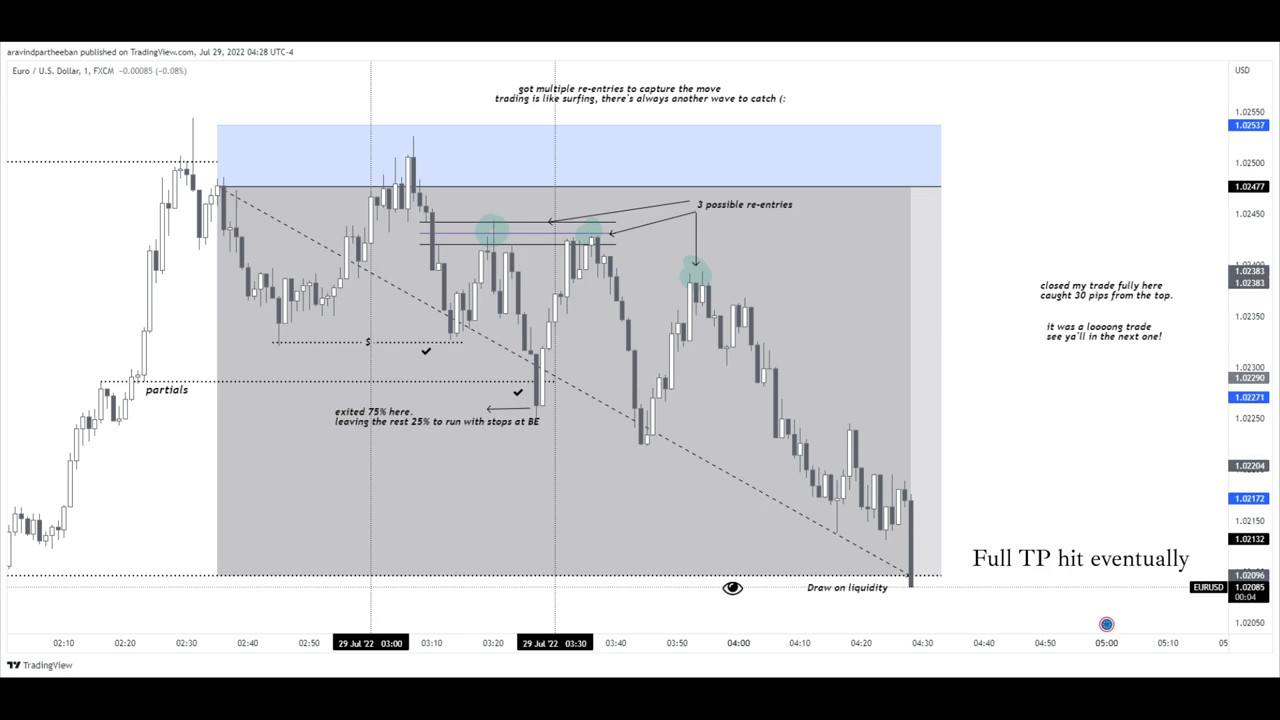 aravindpartheeban published on TradingView.com, Jul 29, 2022 04:28 UTC-4
Euro / U.S. Dollar, 1, FXCM −0.00085 (−0.08%)
USD
got multiple re-entries to capture the move
trading is like surfing, there's always another wave to catch (:
1.02550
1.02537
1.02500
1.02477
3 possible re-entries
1.02450
1.02400
1.02383
1.02383
closed my trade fully here
caught 30 pips from the top.
1.02350
it was a loooong trade
see ya'll in the next one!
$
1.02290
partials
1.02271
exited 75% here.
leaving the rest 25% to run with stops at BE
1.02250
1.02204
1.02172
1.02150
1.02132
Full TP hit eventually
1.02096
Draw on liquidity
EURUSD
1.02085
00:04
1.02050
02:10
02:20
02:30
02:40
02:50
29 Jul '22 03:00
03:10
03:20
29 Jul '22 03:30
03:40
03:50
04:00
04:10
04:20
04:30
04:40
04:50
05:00
05:10
05
TradingView